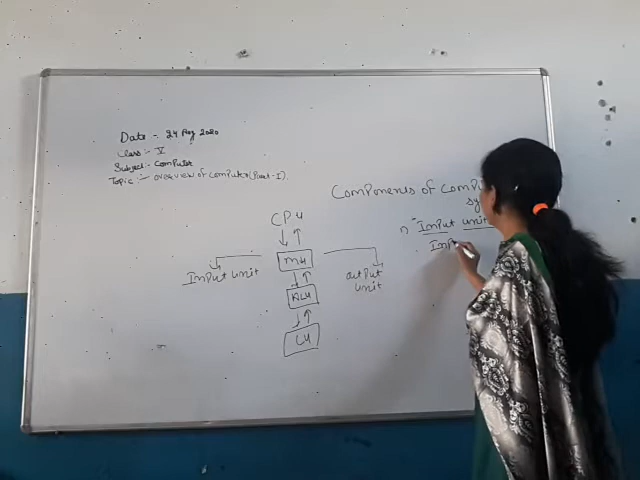 Date :- 24 Aug 2020
Class :- V
Subject :- Computer
Topic :- overview of Computer (Part-I).
Components of Comp
sy
CPU
1) "Input unit
Inp
MU
Input unit
output
unit
ALU
CU